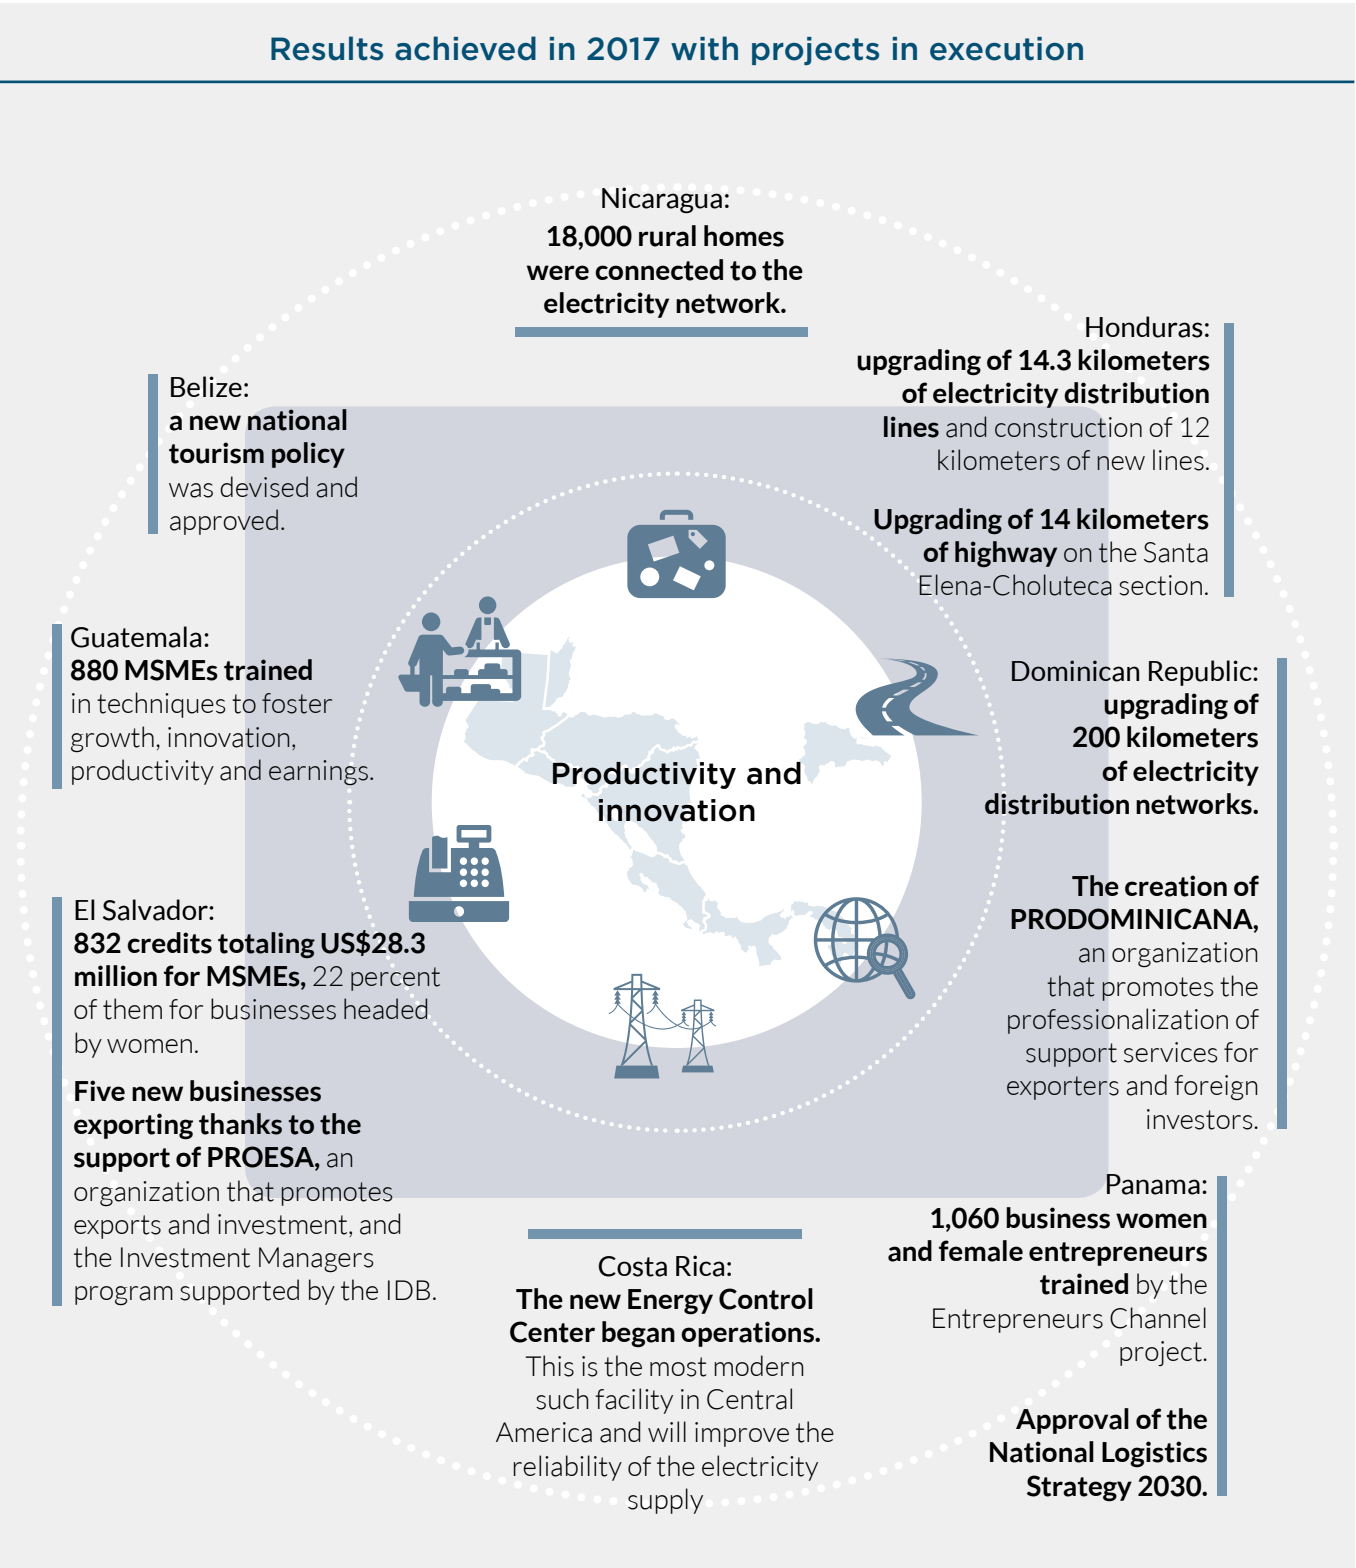 Results achieved in 2017 with projects in execution
Nicaragua:
18,000 rural homes
were connected to the
electricity network.
Honduras:
upgrading of 14.3 kilometers
of electricity distribution
lines and construction of 12
kilometers of new lines.
Upgrading of 14 kilometers
of highway on the Santa
Elena-Choluteca section.
Belize:
a new national
tourism policy
was devised and
approved.
Guatemala:
880 MSMEs trained
in techniques to foster
growth, innovation,
productivity and earnings.
Dominican Republic:
upgrading of
200 kilometers
of electricity
distribution networks.
The creation of
PRODOMINICANA,
an organization
that promotes the
professionalization of
support services for
exporters and foreign
investors.
Productivity and
innovation
El Salvador:
832 credits totaling US$28.3
million for MSMEs, 22 percent
of them for businesses headed
by women.
Five new businesses
exporting thanks to the
support of PROESA, an
organization that promotes
exports and investment, and
the Investment Managers
program supported by the IDB.
Costa Rica:
The new Energy Control
Center began operations.
This is the most modern
such facility in Central
America and will improve the
reliability of the electricity
supply
Panama:
1,060 business women
and female entrepreneurs
trained by the
Entrepreneurs Channel
project.
Approval of the
National Logistics
Strategy 2030.